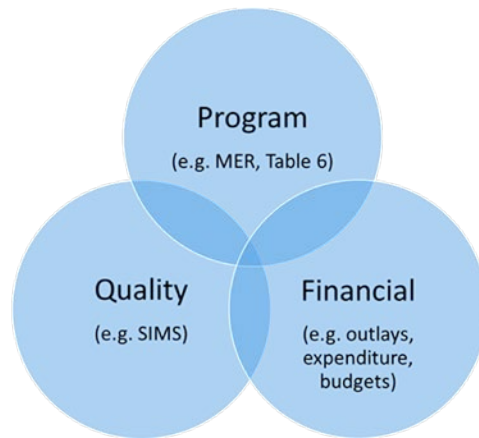 Program
(e.g. MER, Table 6)
Quality
(e.g. SIMS)
Financial
(e.g. outlays,
expenditure,
budgets)